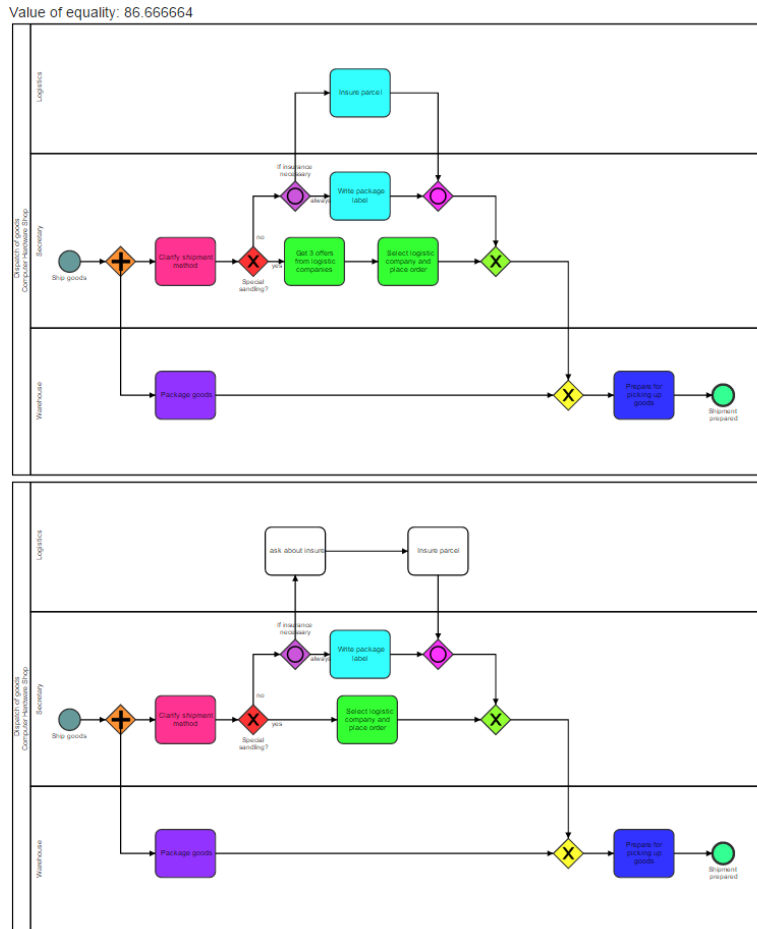 Value of equality: 86.666664
Dispatch of goods
Computer Hardware Shop
Logistics
Insure parcel
Secretary
If insurance
necessary
always
Write package
label
no
Ship goods
Clarify shipment
method
Special
sandling?
yes
Get 3 offers
from logistic
companies
Select logistic
company and
place order
Warehouse
Package goods
Prepare for
picking up
goods
Shipment
prepared
Dispatch of goods
Computer Hardware Shop
Logistics
ask about insure
Insure parcel
Secretary
If insurance
necessary
always
Write package
label
no
Ship goods
Clarify shipment
method
Special
sandling?
yes
Select logistic
company and
place order
Warehouse
Package goods
Prepare for
picking up
goods
Shipment
prepared